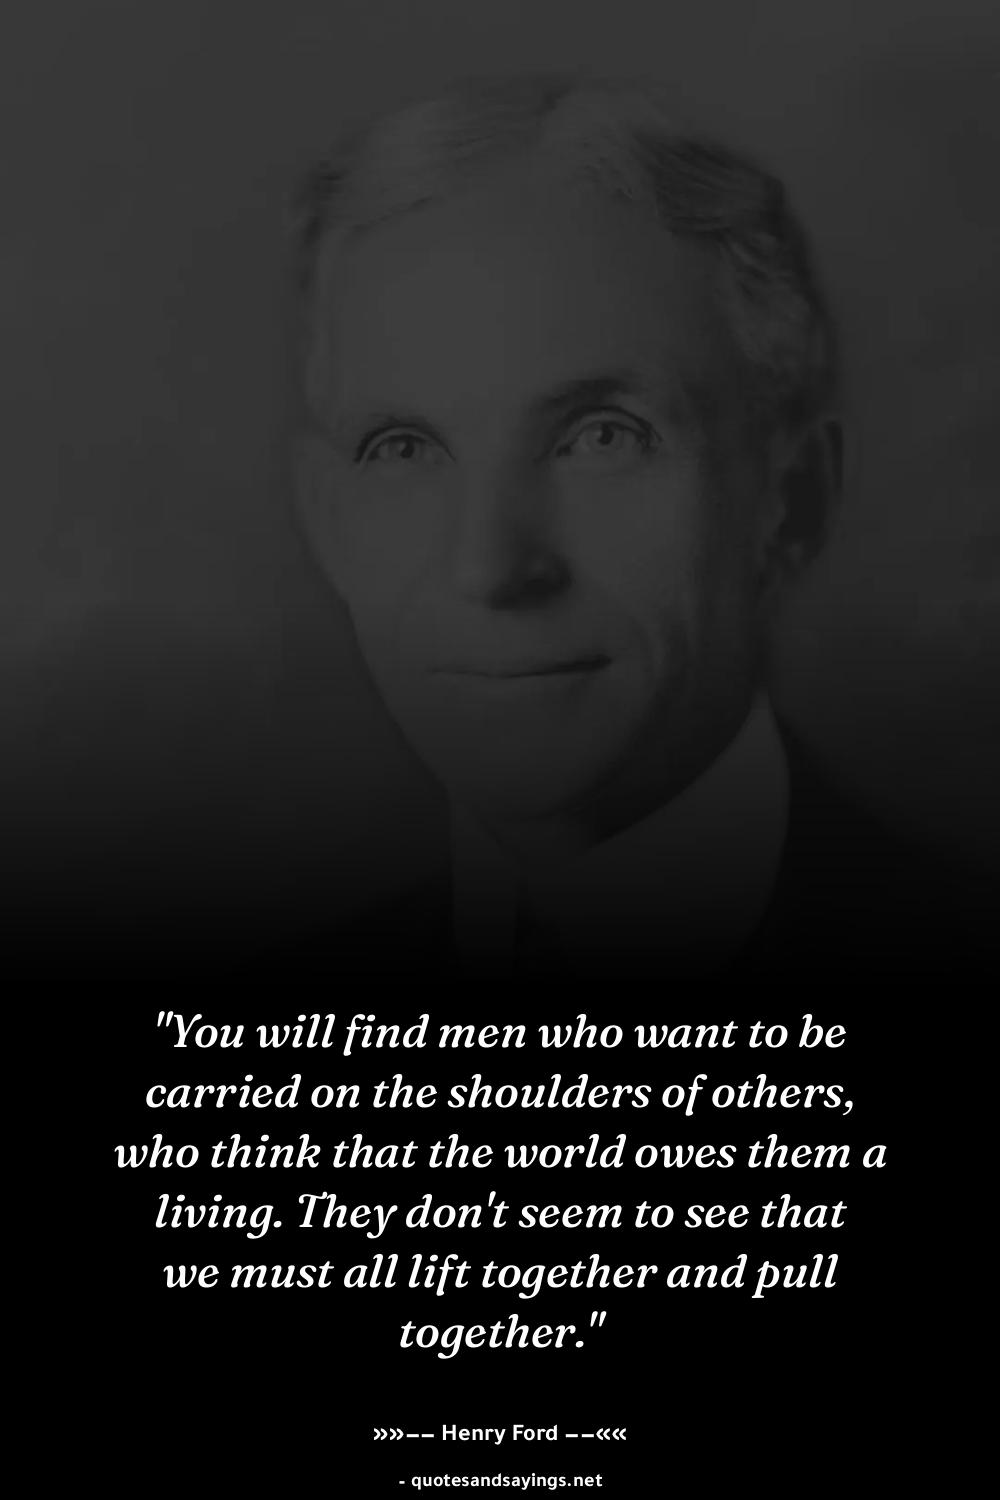 "You will find men who want to be
carried on the shoulders of others,
who think that the world owes them a
living. They don't seem to see that
we must all lift together and pull
together."
»»–– Henry Ford ––««
- quotesandsayings.net